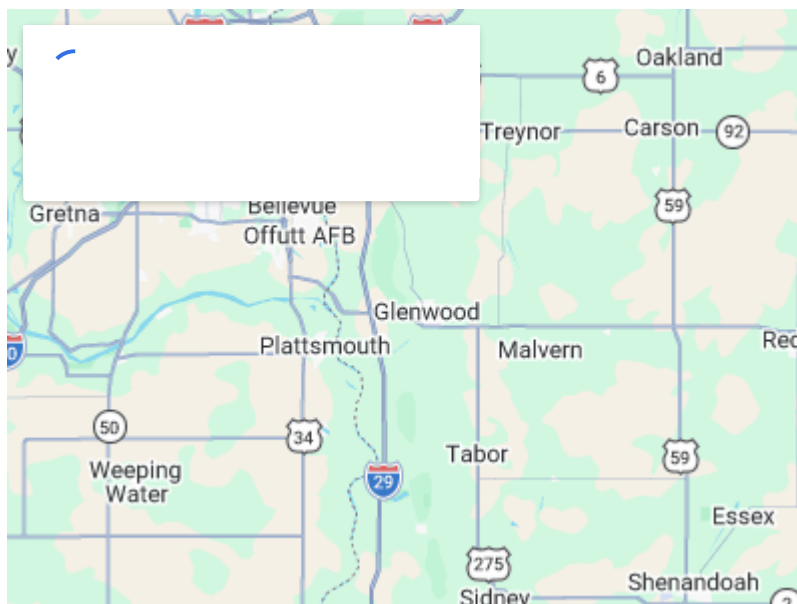 Oakland
6
Treynor
Carson
92
59
Gretna
Bellevue
Offutt AFB
Glenwood
Plattsmouth
Malvern
Red
50
34
Tabor
59
Weeping
Water
29
Essex
275
Shenandoah
Sidney
2